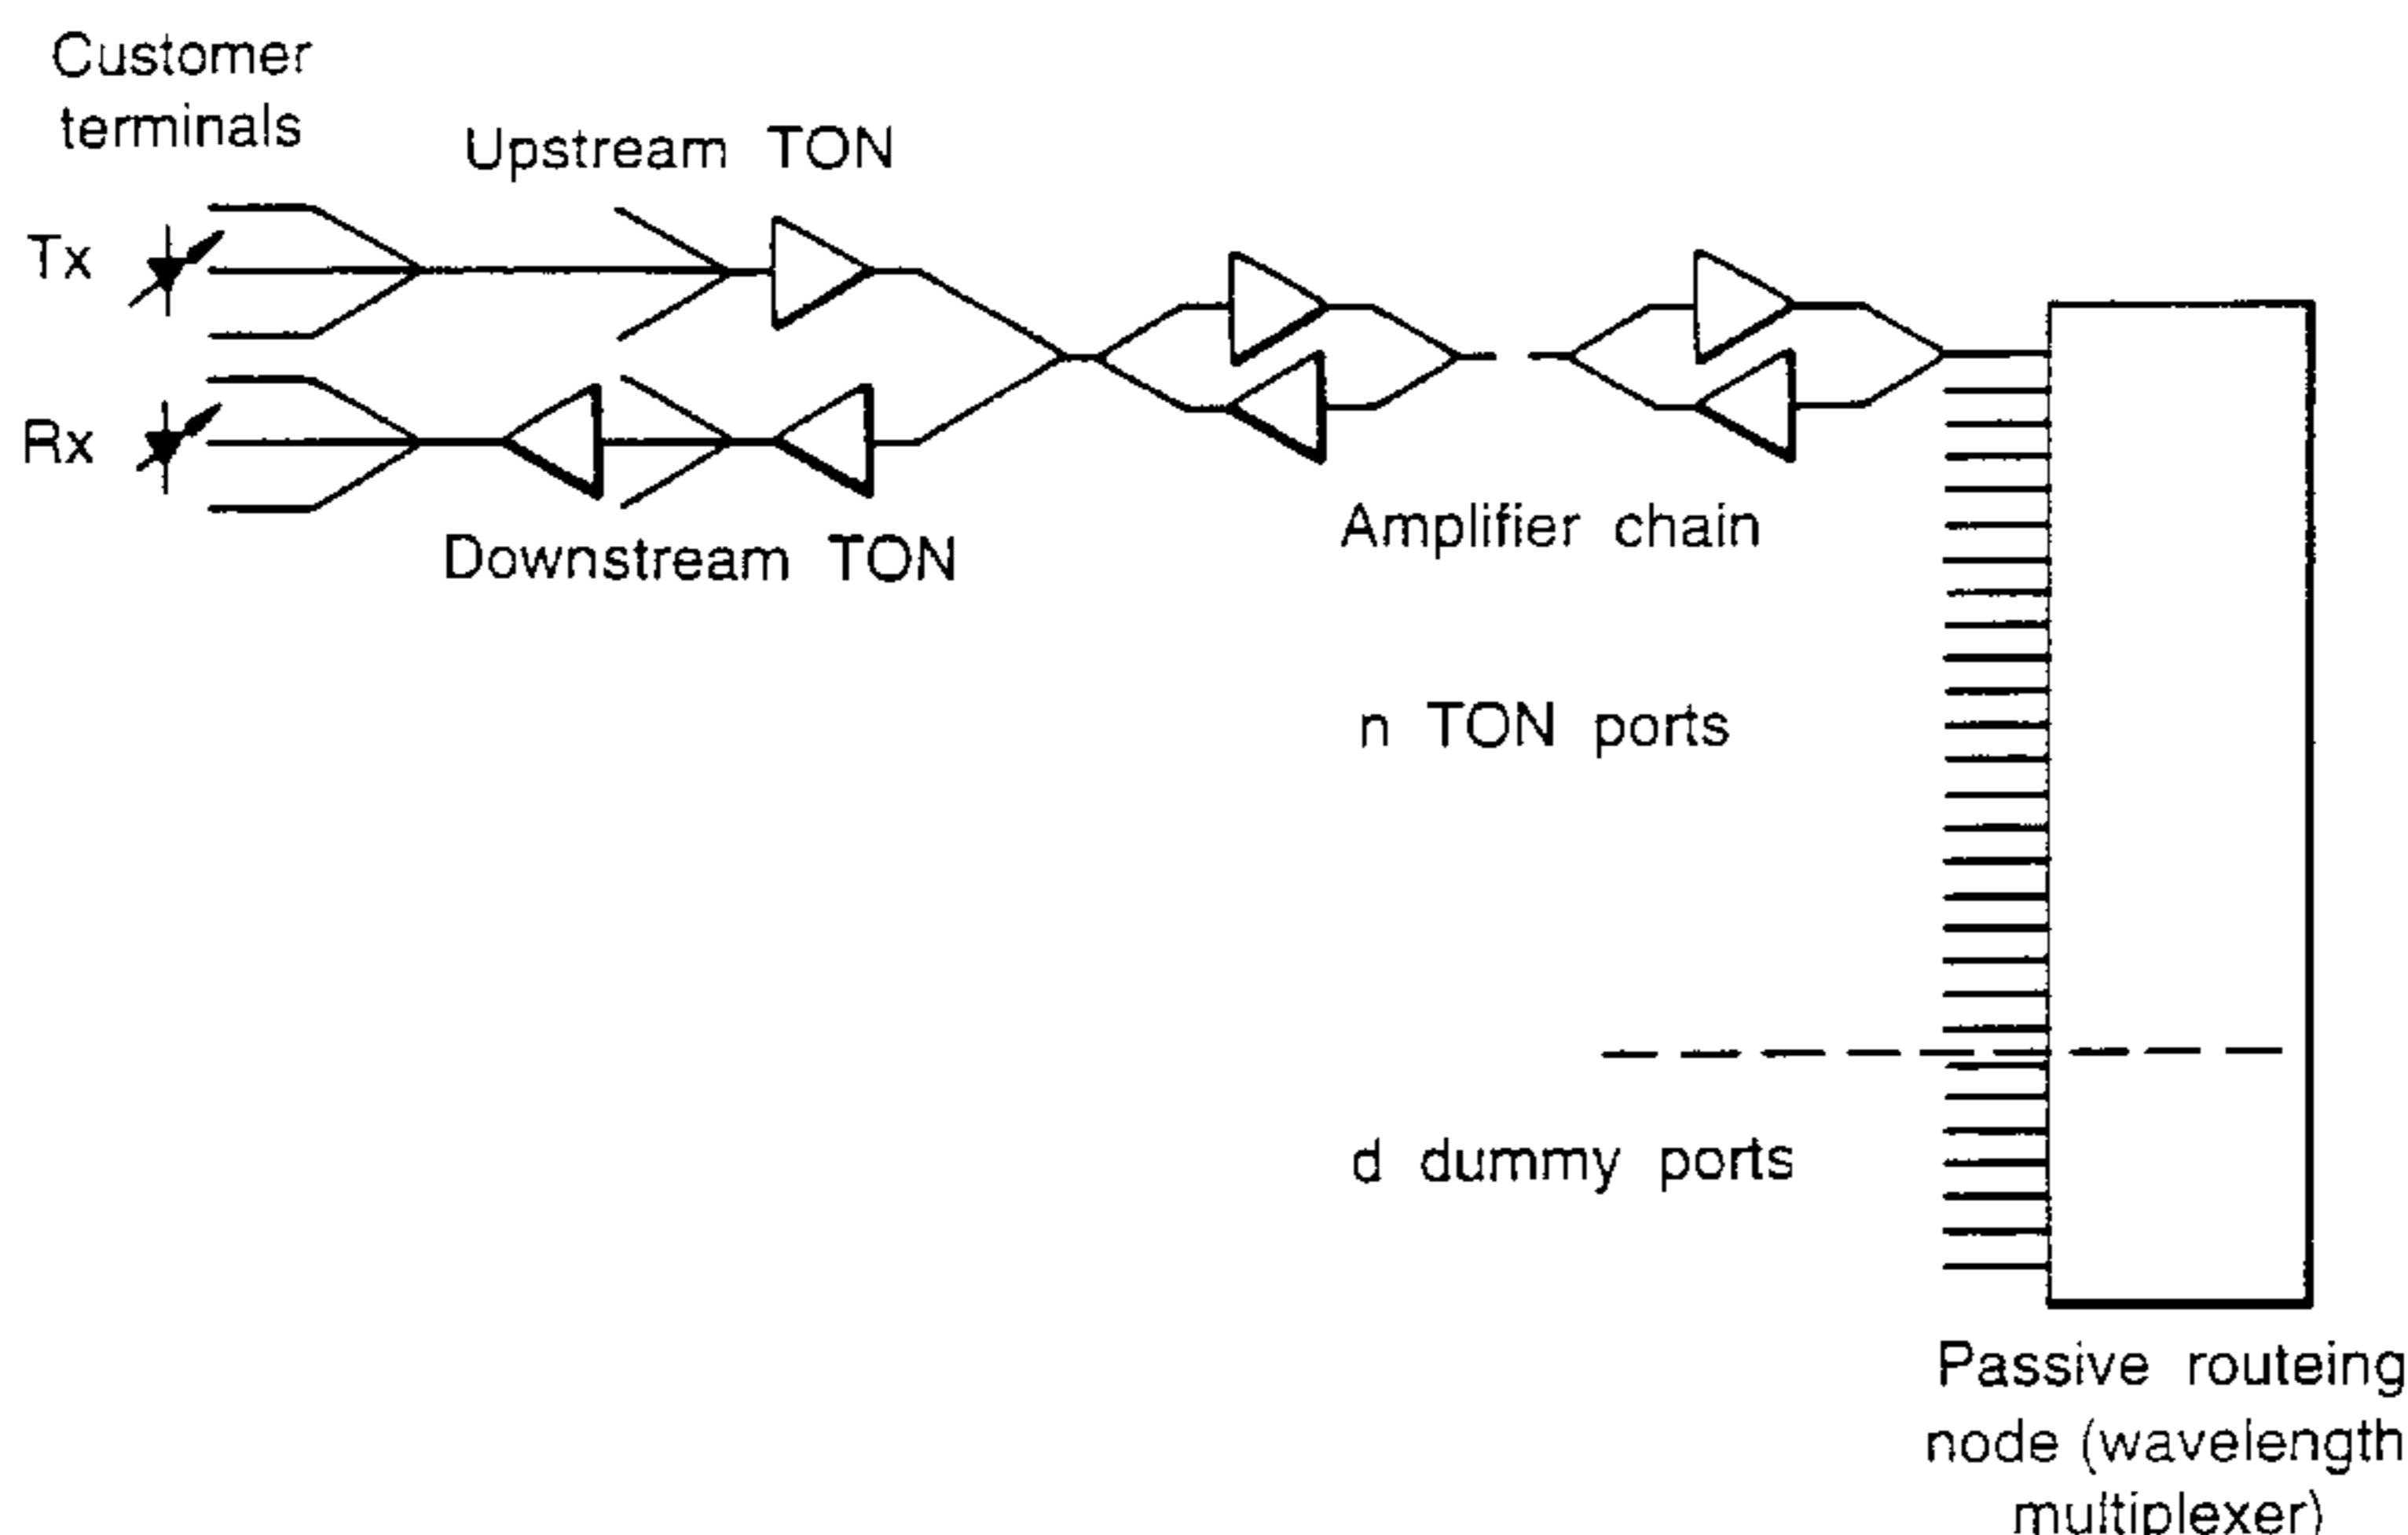 Customer
terminals
Upstream TON
Tx
Rx
Downstream TON
Amplifier chain
n TON ports
d dummy ports
Passive routeing
node (wavelength
multiplexer)